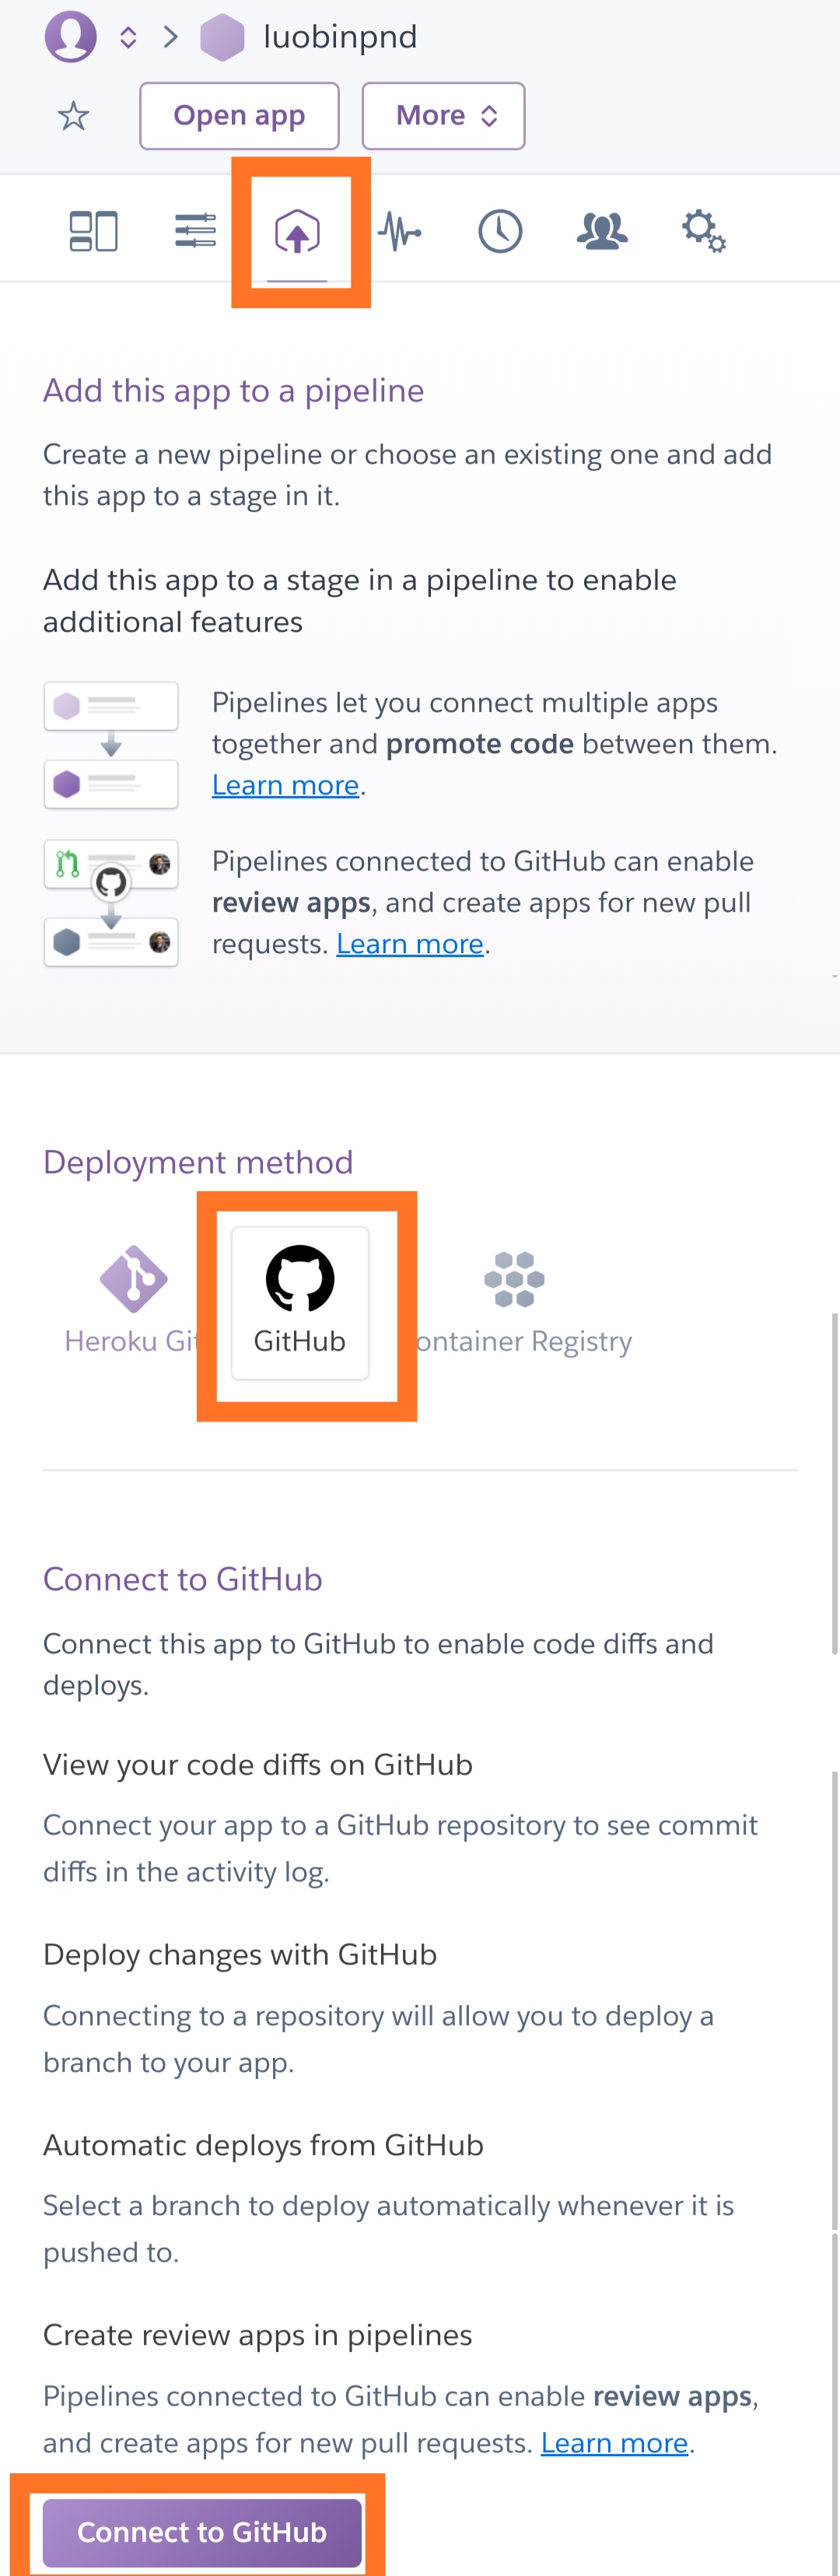 luobinpnd
Open app
More
Add this app to a pipeline
Create a new pipeline or choose an existing one and add
this app to a stage in it.
Add this app to a stage in a pipeline to enable
additional features
Pipelines let you connect multiple apps
together and promote code between them.
Learn more.
Pipelines connected to GitHub can enable
review apps, and create apps for new pull
requests. Learn more.
Deployment method
Heroku Gi
GitHub
ontainer Registry
Connect to GitHub
Connect this app to GitHub to enable code diffs and
deploys.
View your code diffs on GitHub
Connect your app to a GitHub repository to see commit
diffs in the activity log.
Deploy changes with GitHub
Connecting to a repository will allow you to deploy a
branch to your app.
Automatic deploys from GitHub
Select a branch to deploy automatically whenever it is
pushed to.
Create review apps in pipelines
Pipelines connected to GitHub can enable review apps,
and create apps for new pull requests. Learn more.
Connect to GitHub